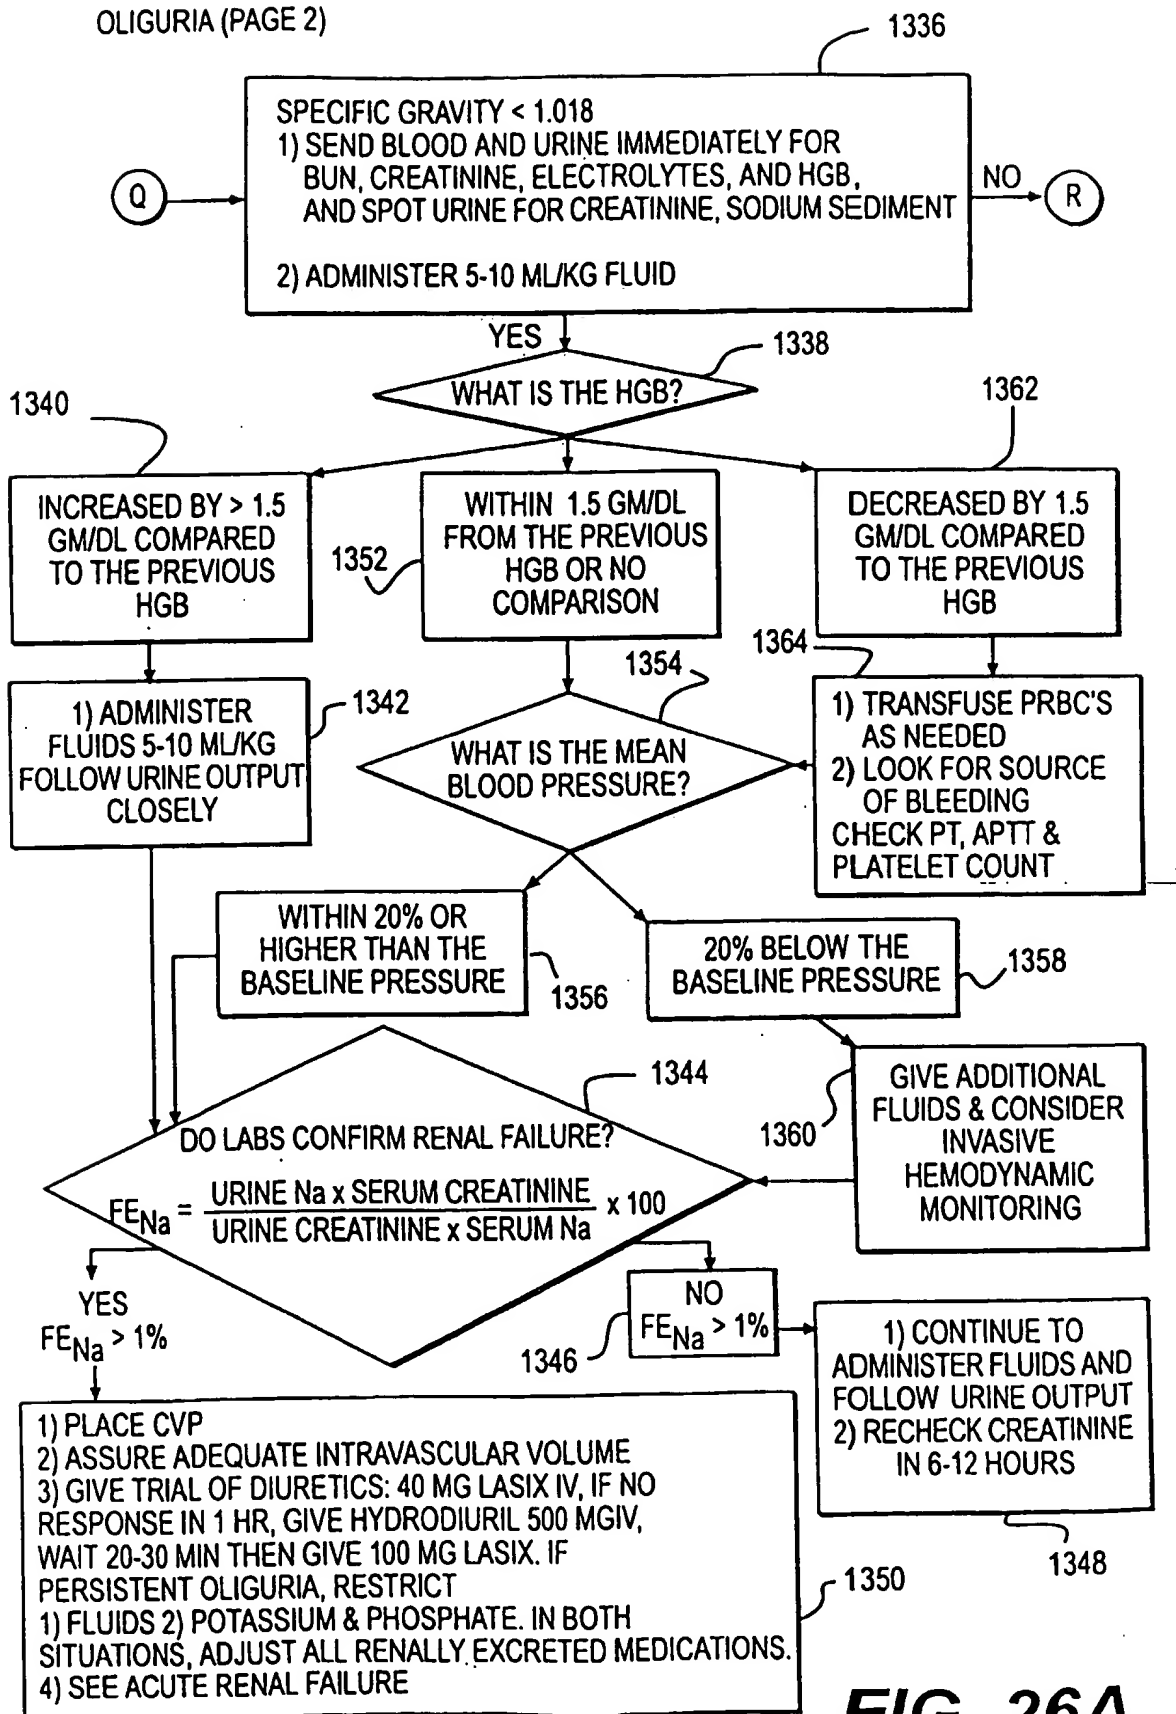 OLIGURIA (PAGE 2)
1336
SPECIFIC GRAVITY < 1.018
1) SEND BLOOD AND URINE IMMEDIATELY FOR
BUN, CREATININE, ELECTROLYTES, AND HGB,
AND SPOT URINE FOR CREATININE, SODIUM SEDIMENT
2) ADMINISTER 5-10 ML/KG FLUID
Q
NO
R
YES
1338
WHAT IS THE HGB?
1340
INCREASED BY > 1.5
GM/DL COMPARED
TO THE PREVIOUS
HGB
1352
WITHIN 1.5 GM/DL
FROM THE PREVIOUS
HGB OR NO
COMPARISON
1362
DECREASED BY 1.5
GM/DL COMPARED
TO THE PREVIOUS
HGB
1342
1) ADMINISTER
FLUIDS 5-10 ML/KG
FOLLOW URINE OUTPUT
CLOSELY
1354
WHAT IS THE MEAN
BLOOD PRESSURE?
1364
1) TRANSFUSE PRBC'S
AS NEEDED
2) LOOK FOR SOURCE
OF BLEEDING
CHECK PT, APTT &
PLATELET COUNT
WITHIN 20% OR
HIGHER THAN THE
BASELINE PRESSURE
1356
20% BELOW THE
BASELINE PRESSURE
1358
1360
GIVE ADDITIONAL
FLUIDS & CONSIDER
INVASIVE
HEMODYNAMIC
MONITORING
1344
DO LABS CONFIRM RENAL FAILURE?
FENa = URINE Na x SERUM CREATININE / URINE CREATININE x SERUM Na x 100
YES
FENa > 1%
NO
FENa > 1%
1346
1) CONTINUE TO
ADMINISTER FLUIDS AND
FOLLOW URINE OUTPUT
2) RECHECK CREATININE
IN 6-12 HOURS
1348
1) PLACE CVP
2) ASSURE ADEQUATE INTRAVASCULAR VOLUME
3) GIVE TRIAL OF DIURETICS: 40 MG LASIX IV, IF NO
RESPONSE IN 1 HR, GIVE HYDRODIURIL 500 MGIV,
WAIT 20-30 MIN THEN GIVE 100 MG LASIX. IF
PERSISTENT OLIGURIA, RESTRICT
1) FLUIDS 2) POTASSIUM & PHOSPHATE. IN BOTH
SITUATIONS, ADJUST ALL RENALLY EXCRETED MEDICATIONS.
4) SEE ACUTE RENAL FAILURE
1350
FIG. 26A